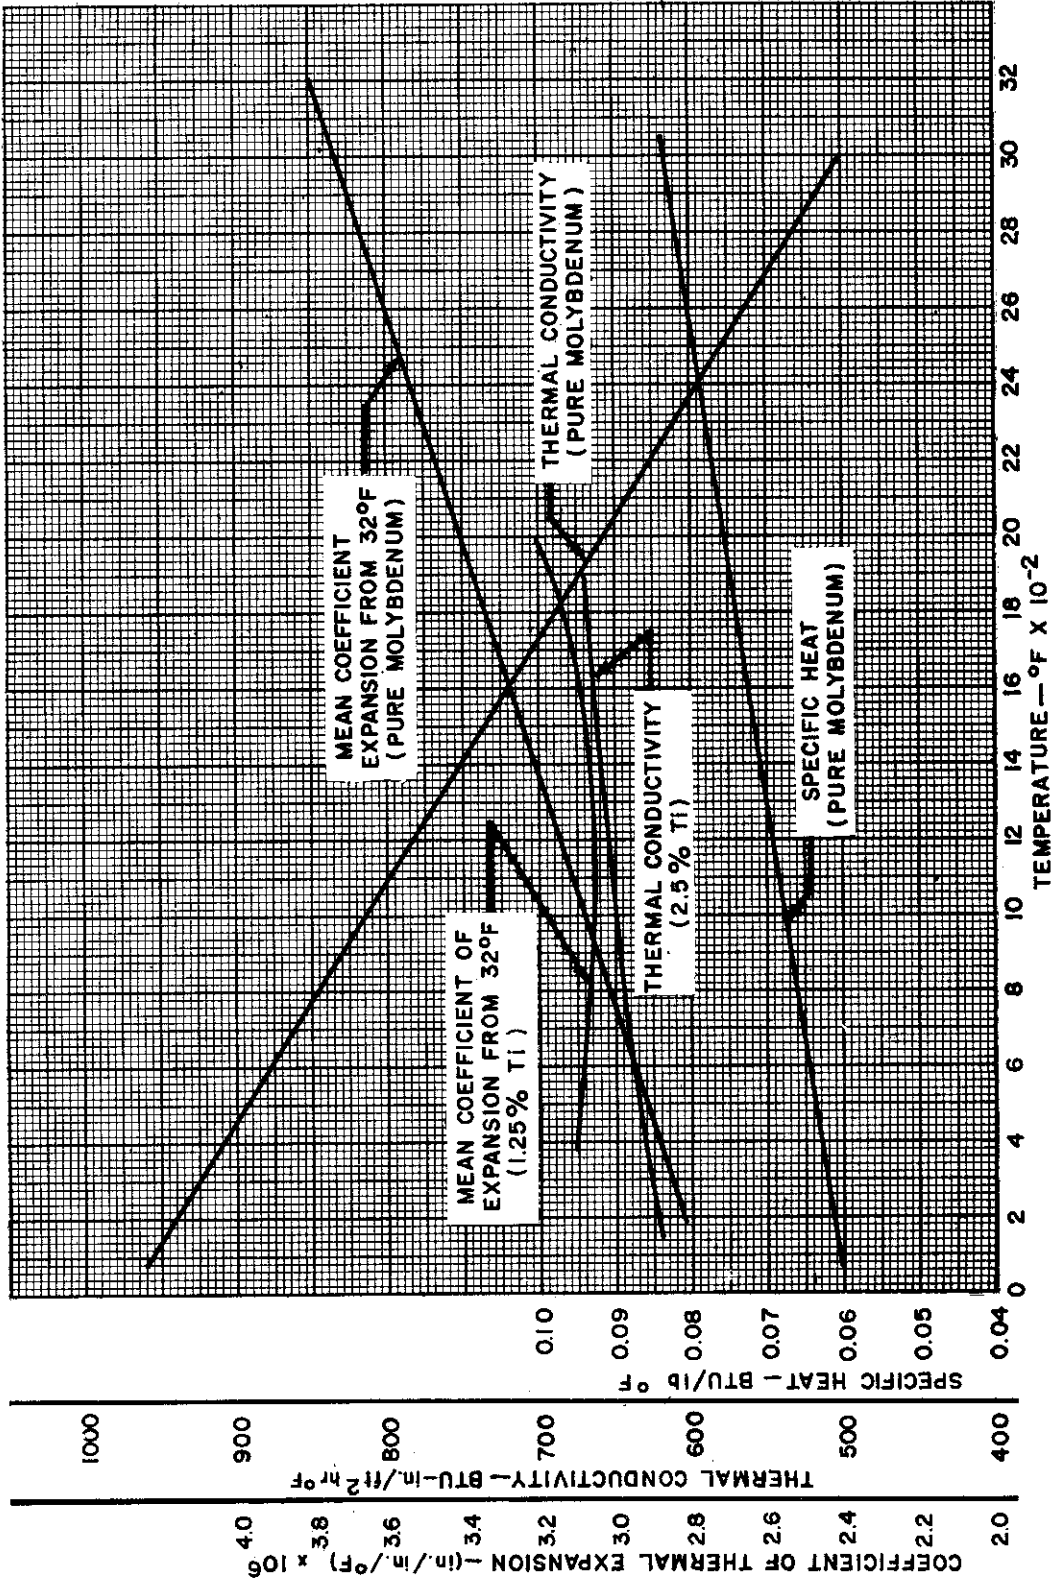 MEAN COEFFICIENT
EXPANSION FROM 32°F
(PURE MOLYBDENUM)
THERMAL CONDUCTIVITY
(PURE MOLYBDENUM)
MEAN COEFFICIENT OF
EXPANSION FROM 32°F
(1.25% Ti)
THERMAL CONDUCTIVITY
(2.5% Ti)
SPECIFIC HEAT
(PURE MOLYBDENUM)
COEFFICIENT OF THERMAL EXPANSION — (in./in./°F) x 10⁶
4.0
3.8
3.6
3.4
3.2
3.0
2.8
2.6
2.4
2.2
2.0
THERMAL CONDUCTIVITY — BTU-in./ft² hr °F
1000
900
800
700
600
500
400
SPECIFIC HEAT — BTU/lb °F
0.10
0.09
0.08
0.07
0.06
0.05
0.04
0 2 4 6 8 10 12 14 16 18 20 22 24 26 28 30 32
TEMPERATURE — °F X 10⁻²